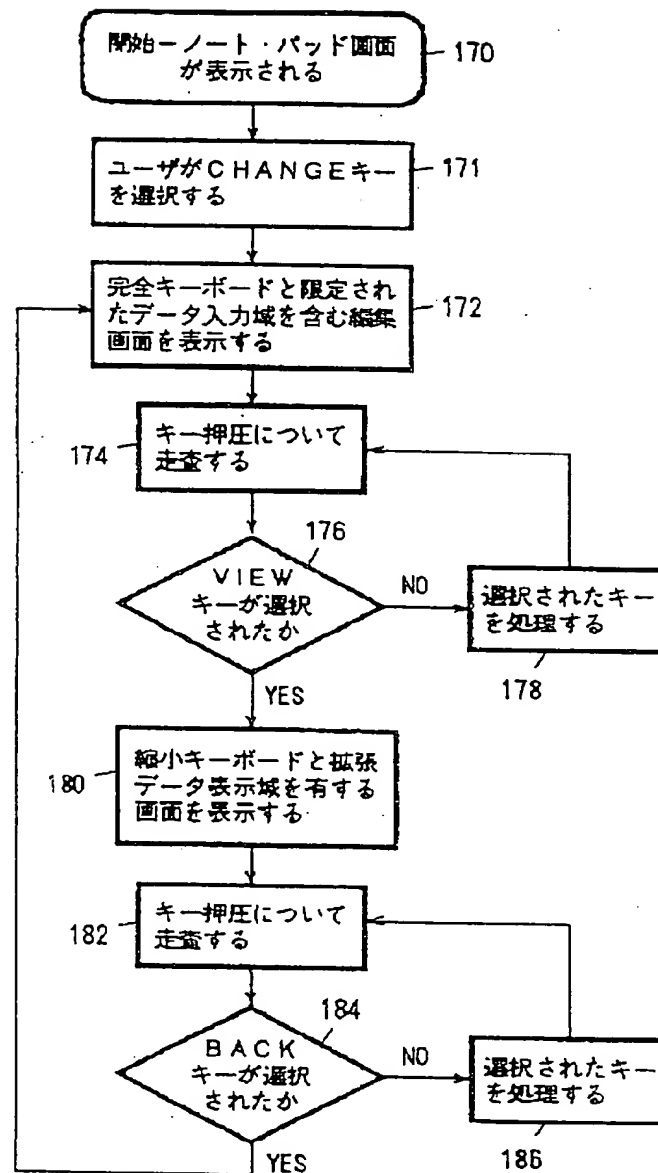 開始ーノート・パッド画面
が表示される
170
ユーザがCHANGEキー
を選択する
171
完全キーボードと限定され
たデータ入力域を含む編集
画面を表示する
172
キー押圧について
走査する
174
176
VIEW
キーが選択
されたか
NO
選択されたキー
を処理する
178
YES
縮小キーボードと拡張
データ表示域を有する
画面を表示する
180
キー押圧について
走査する
182
184
BACK
キーが選択
されたか
NO
選択されたキー
を処理する
186
YES